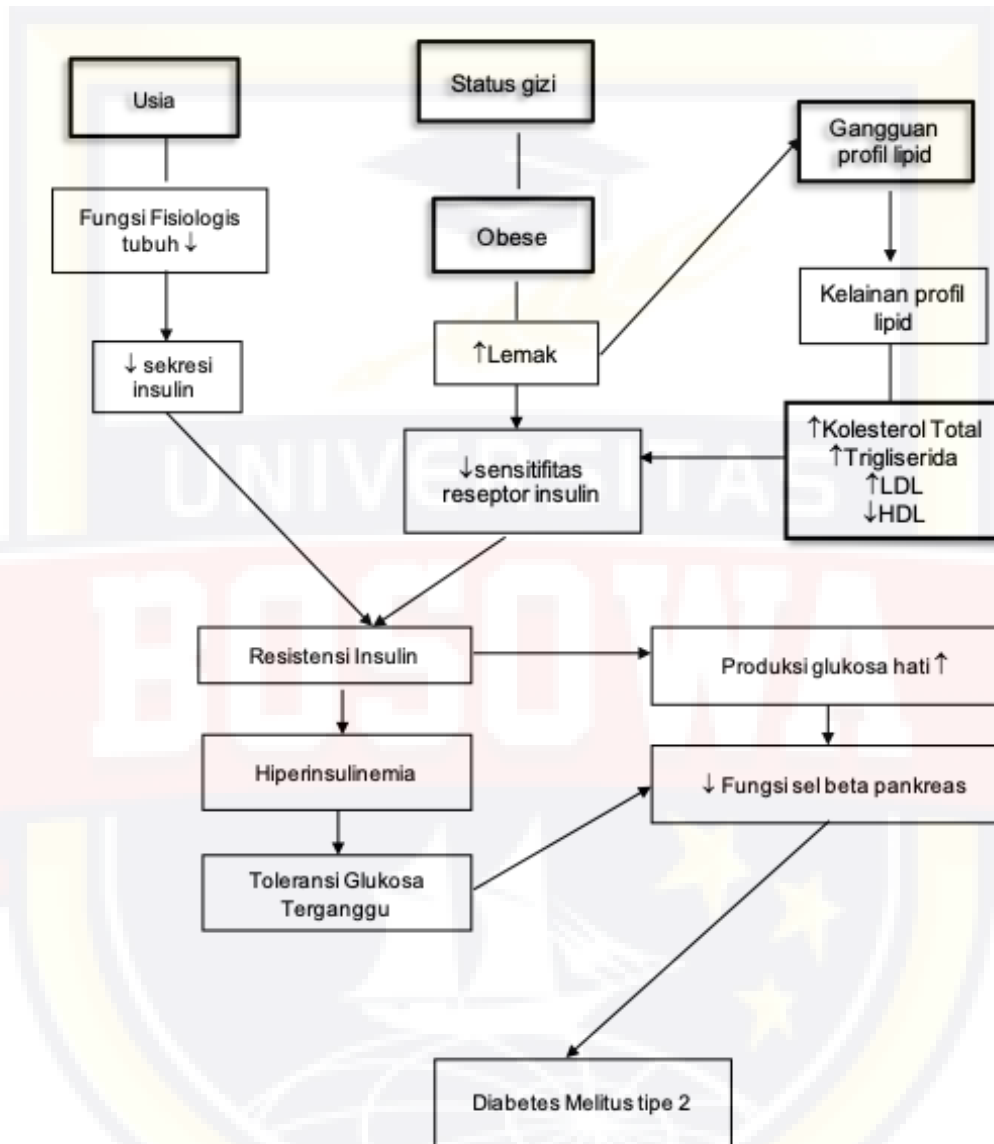 Usia
Status gizi
Gangguan
profil lipid
Fungsi Fisiologis
tubuh ↓
Obese
Kelainan profil
lipid
↑Lemak
↓ sekresi
insulin
↑Kolesterol Total
↑Trigliserida
↑LDL
↓HDL
↓sensitifitas
reseptor insulin
UNIVERSITAS
BOSOWA
Resistensi Insulin
Produksi glukosa hati ↑
Hiperinsulinemia
↓ Fungsi sel beta pankreas
Toleransi Glukosa
Terganggu
Diabetes Melitus tipe 2